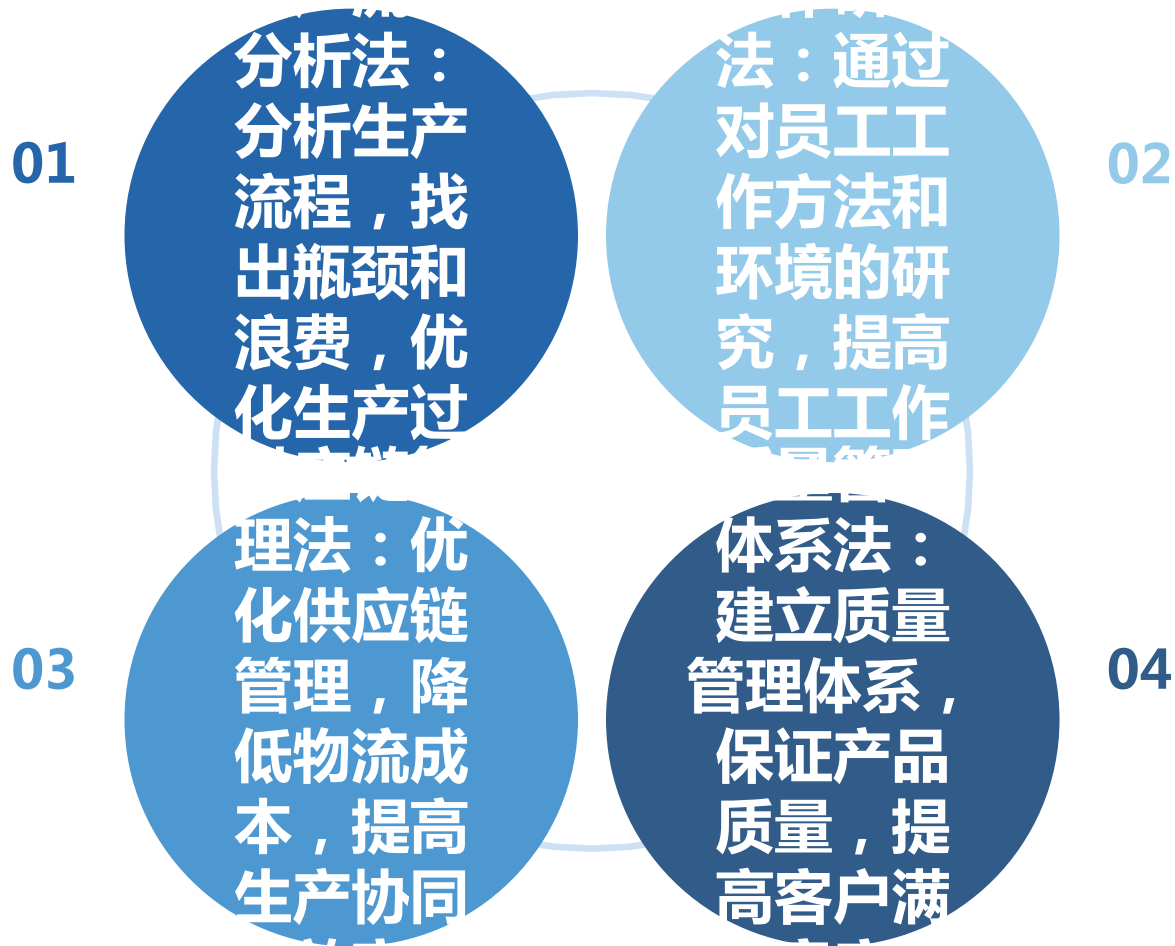 01
分析法：
分析生产
流程，找
出瓶颈和
浪费，优
化生产过
02
法：通过
对员工工
作方法和
环境的研
究，提高
员工工作
03
理法：优
化供应链
管理，降
低物流成
本，提高
生产协同
04
体系法：
建立质量
管理体系，
保证产品
质量，提
高客户满